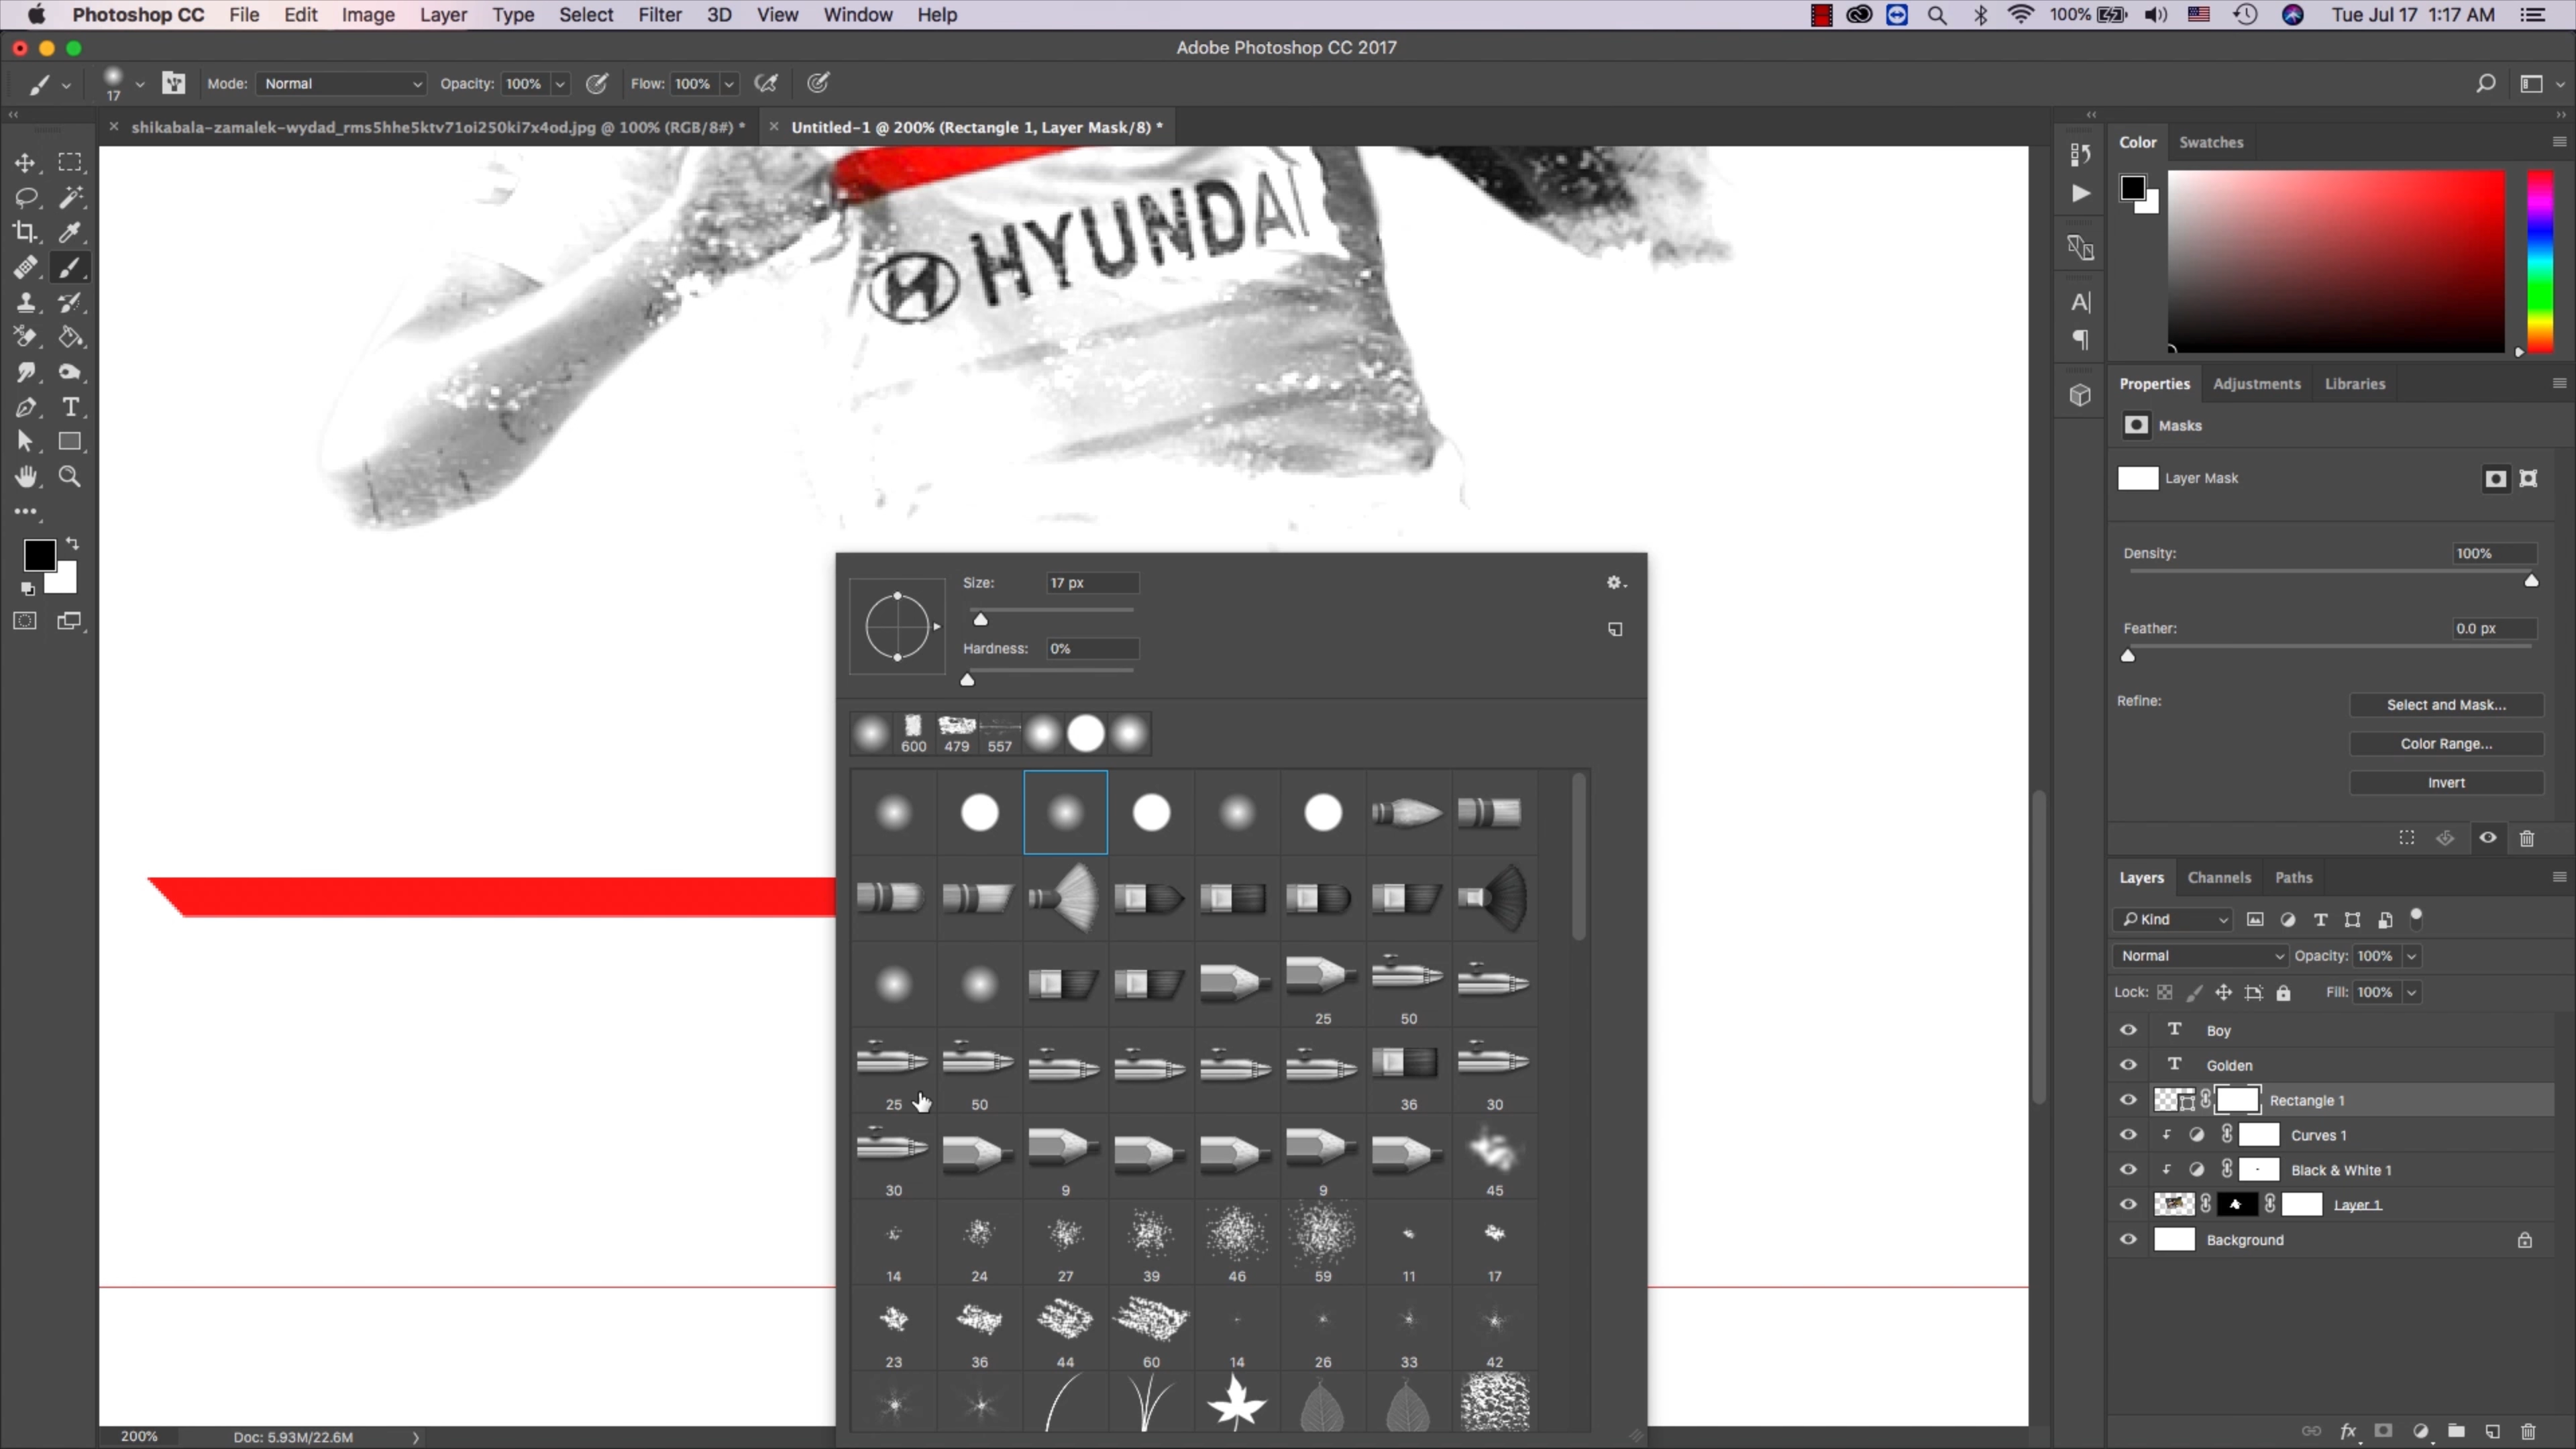 Photoshop CC File Edit Image Layer Type Select Filter 3D View Window Help 100% Tue Jul 17 1:17 AM
Adobe Photoshop CC 2017
17 Mode: Normal Opacity: 100% Flow: 100%
shikabala-zamalek-wydad_rms5hhe5ktv71oi250ki7x4od.jpg @ 100% (RGB/8#) * Untitled-1 @ 200% (Rectangle 1, Layer Mask/8) *
Color Swatches
HYUNDAI
Properties Adjustments Libraries
Masks
Layer Mask
Density: 100%
Feather: 0.0 px
Refine: Select and Mask...
Color Range...
Invert
Size: 17 px
Hardness: 0%
600 479 557
25 50
25 50 36 30
30 9 9 45
14 24 27 39 46 59 11 17
23 36 44 60 14 26 33 42
Layers Channels Paths
Kind
Normal Opacity: 100%
Lock: Fill: 100%
Boy
Golden
Rectangle 1
Curves 1
Black & White 1
Layer 1
Background
200% Doc: 5.93M/22.6M